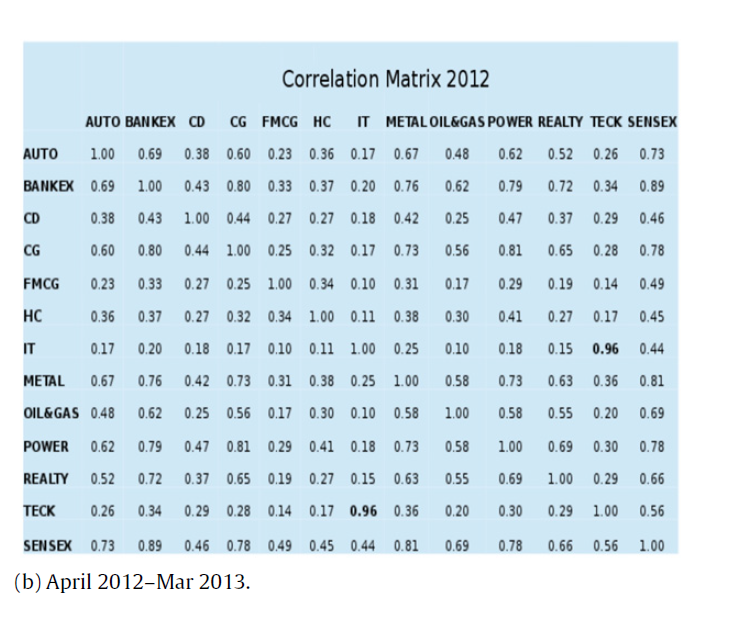 Correlation Matrix 2012
AUTO BANKEX CD CG FMCG HC IT METAL OIL&GAS POWER REALTY TECK SENSEX
AUTO 1.00 0.69 0.38 0.60 0.23 0.36 0.17 0.67 0.48 0.62 0.52 0.26 0.73
BANKEX 0.69 1.00 0.43 0.80 0.33 0.37 0.20 0.76 0.62 0.79 0.72 0.34 0.89
CD 0.38 0.43 1.00 0.44 0.27 0.27 0.18 0.42 0.25 0.47 0.37 0.29 0.46
CG 0.60 0.80 0.44 1.00 0.25 0.32 0.17 0.73 0.56 0.81 0.65 0.28 0.78
FMCG 0.23 0.33 0.27 0.25 1.00 0.34 0.10 0.31 0.17 0.29 0.19 0.14 0.49
HC 0.36 0.37 0.27 0.32 0.34 1.00 0.11 0.38 0.30 0.41 0.27 0.17 0.45
IT 0.17 0.20 0.18 0.17 0.10 0.11 1.00 0.25 0.10 0.18 0.15 0.96 0.44
METAL 0.67 0.76 0.42 0.73 0.31 0.38 0.25 1.00 0.58 0.73 0.63 0.36 0.81
OIL&GAS 0.48 0.62 0.25 0.56 0.17 0.30 0.10 0.58 1.00 0.58 0.55 0.20 0.69
POWER 0.62 0.79 0.47 0.81 0.29 0.41 0.18 0.73 0.58 1.00 0.69 0.30 0.78
REALTY 0.52 0.72 0.37 0.65 0.19 0.27 0.15 0.63 0.55 0.69 1.00 0.29 0.66
TECK 0.26 0.34 0.29 0.28 0.14 0.17 0.96 0.36 0.20 0.30 0.29 1.00 0.56
SENSEX 0.73 0.89 0.46 0.78 0.49 0.45 0.44 0.81 0.69 0.78 0.66 0.56 1.00
(b) April 2012–Mar 2013.